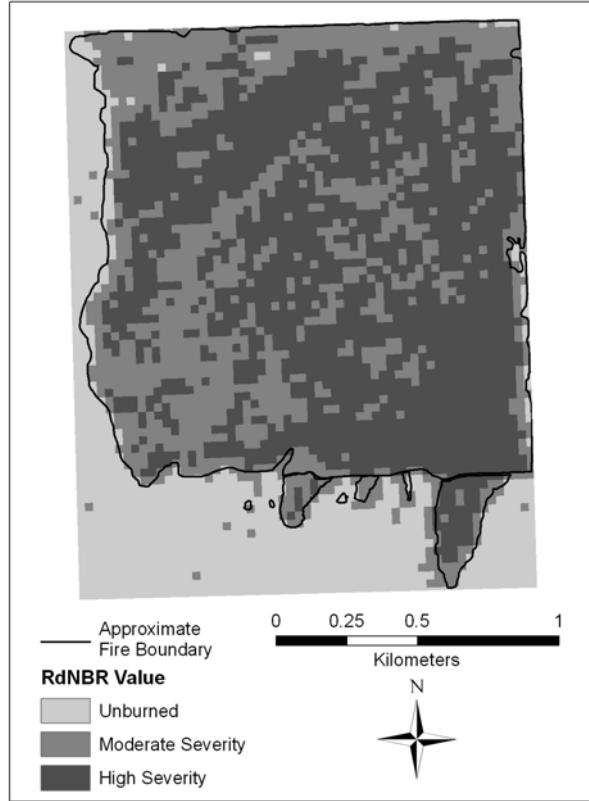 0 0.25 0.5 1
Kilometers
Approximate
Fire Boundary
RdNBR Value
Unburned
Moderate Severity
High Severity
N